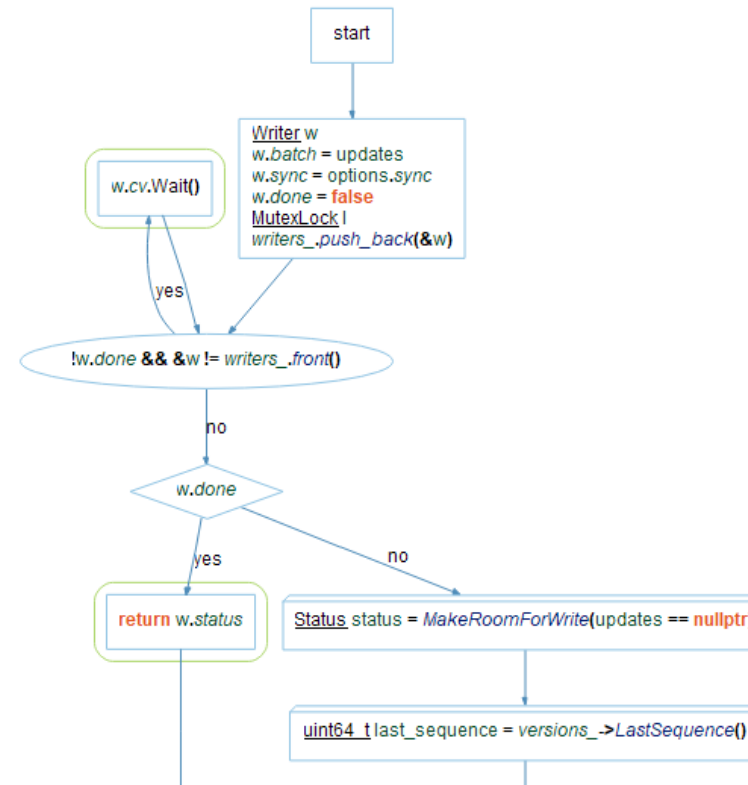 start
Writer w
w.batch = updates
w.sync = options.sync
w.done = false
MutexLock l
writers_.push_back(&w)
w.cv.Wait()
yes
!w.done && &w != writers_.front()
no
w.done
yes
no
return w.status
Status status = MakeRoomForWrite(updates == nullptr
uint64_t last_sequence = versions_->LastSequence()